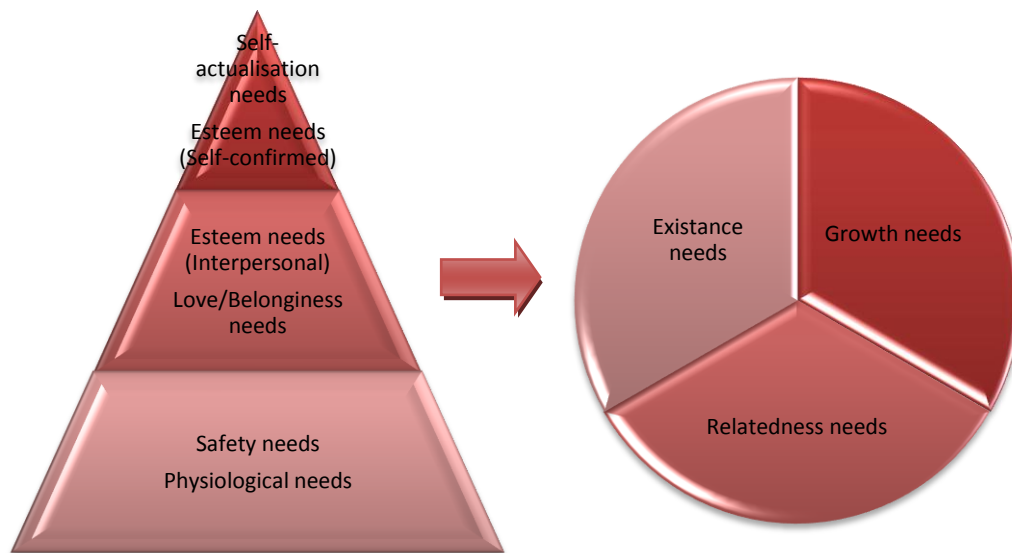 Self-
actualisation
needs
Esteem needs
(Self-confirmed)
Esteem needs
(Interpersonal)
Love/Belonginess
needs
Safety needs
Physiological needs
Existance
needs
Growth needs
Relatedness needs